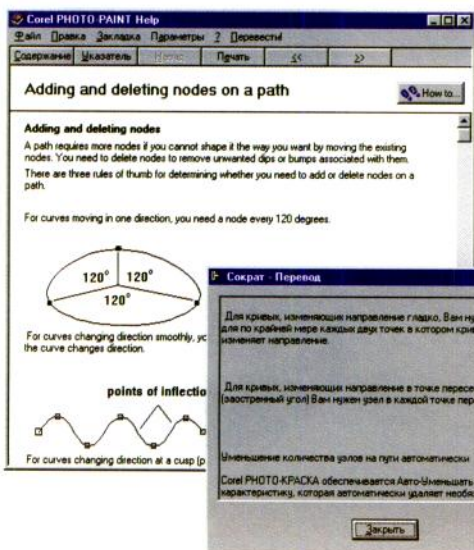 Corel PHOTO-PAINT Help
Файл Правка Закладка Параметры ? Перевести!
Содержание Указатель Назад Печать << >>
Adding and deleting nodes on a path
How to...
Adding and deleting nodes
A path requires more nodes if you cannot shape it the way you want by moving the existing
nodes. You need to delete nodes to remove unwanted dips or bumps associated with them.
There are three rules of thumb for determining whether you need to add or delete nodes on a
path.
For curves moving in one direction, you need a node every 120 degrees.
120° 120°
120°
For curves changing direction smoothly, yo
the curve changes direction.
points of inflectio
For curves changing direction at a cusp (p
Сократ - Перевод
Для кривых, изменяющих направление гладко, Вам ну
для по крайней мере каждых двух точек в котором кри
изменяет направление.
Для кривых, изменяющих направление в точке перес
(заостренный угол) Вам нужен узел в каждой точке пер
Уменьшение количества узлов на пути автоматически
Corel PHOTO-КРАСКА обеспечивается Авто-Уменьшать
характеристику, которая автоматически удаляет необя
Закрыть